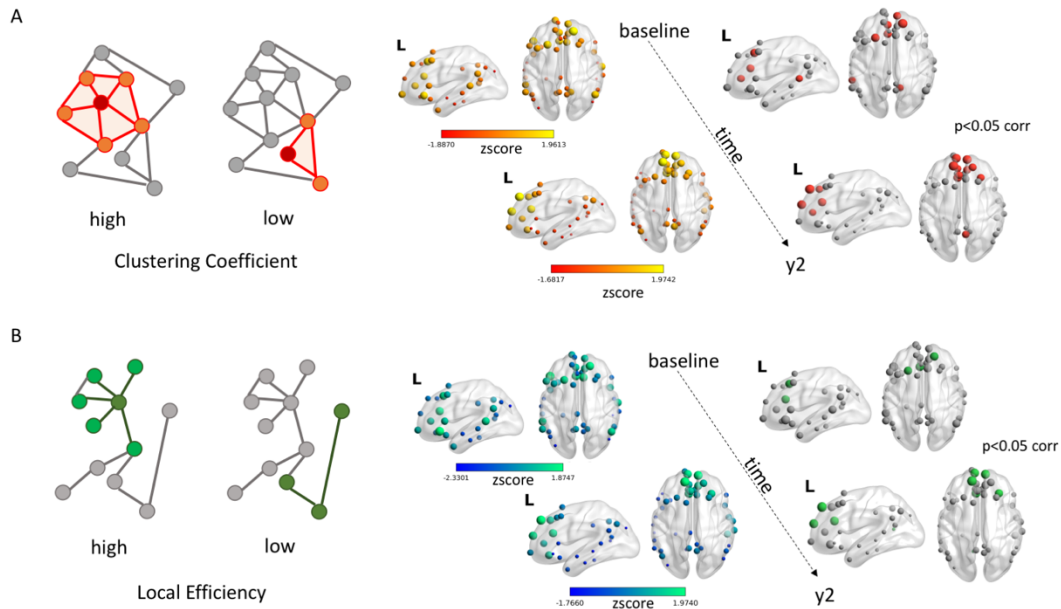 A
high
low
Clustering Coefficient
L
-1.8870
1.9613
zscore
L
-1.6817
1.9742
zscore
baseline
time
y2
L
p<0.05 corr
L
B
high
low
Local Efficiency
L
-2.3301
1.8747
zscore
L
-1.7660
1.9740
zscore
baseline
time
y2
L
p<0.05 corr
L